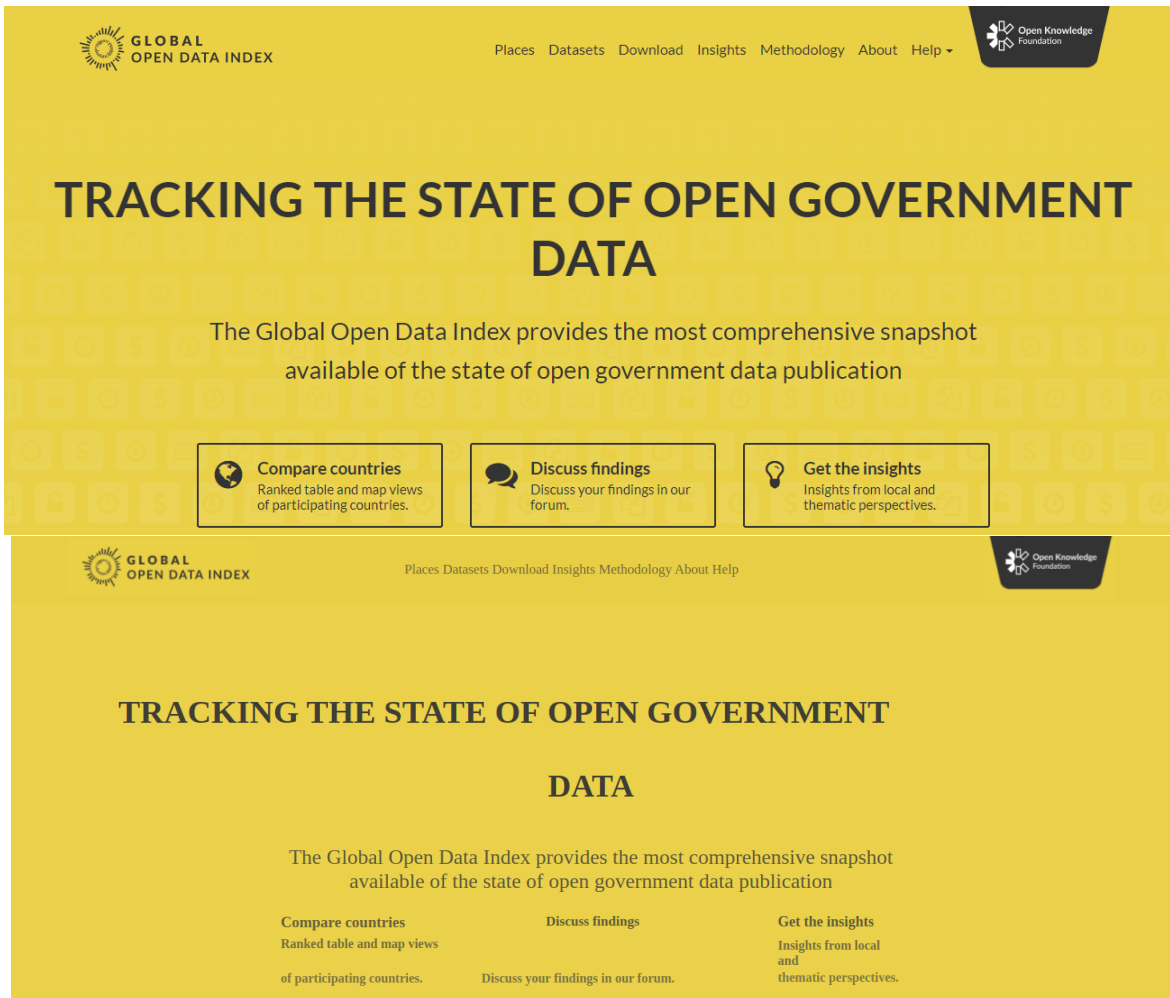 GLOBAL
OPEN DATA INDEX
Places Datasets Download Insights Methodology About Help
Open Knowledge
Foundation
TRACKING THE STATE OF OPEN GOVERNMENT
DATA
The Global Open Data Index provides the most comprehensive snapshot
available of the state of open government data publication
Compare countries
Ranked table and map views
of participating countries.
Discuss findings
Discuss your findings in our
forum.
Get the insights
Insights from local and
thematic perspectives.
GLOBAL
OPEN DATA INDEX
Places Datasets Download Insights Methodology About Help
Open Knowledge
Foundation
TRACKING THE STATE OF OPEN GOVERNMENT
DATA
The Global Open Data Index provides the most comprehensive snapshot
available of the state of open government data publication
Compare countries
Ranked table and map views
of participating countries.
Discuss findings
Discuss your findings in our forum.
Get the insights
Insights from local
and
thematic perspectives.